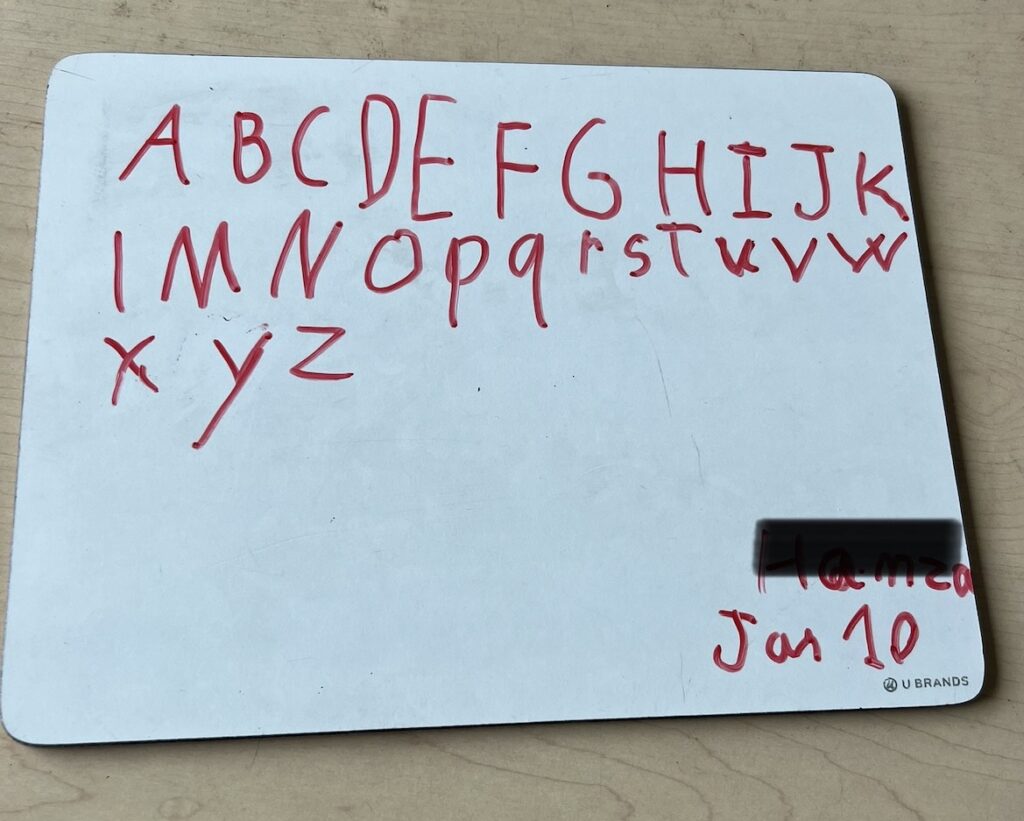 A B C D E F G H I J K
l M N O p q r s T u v w
X y Z
Jan 10
U BRANDS